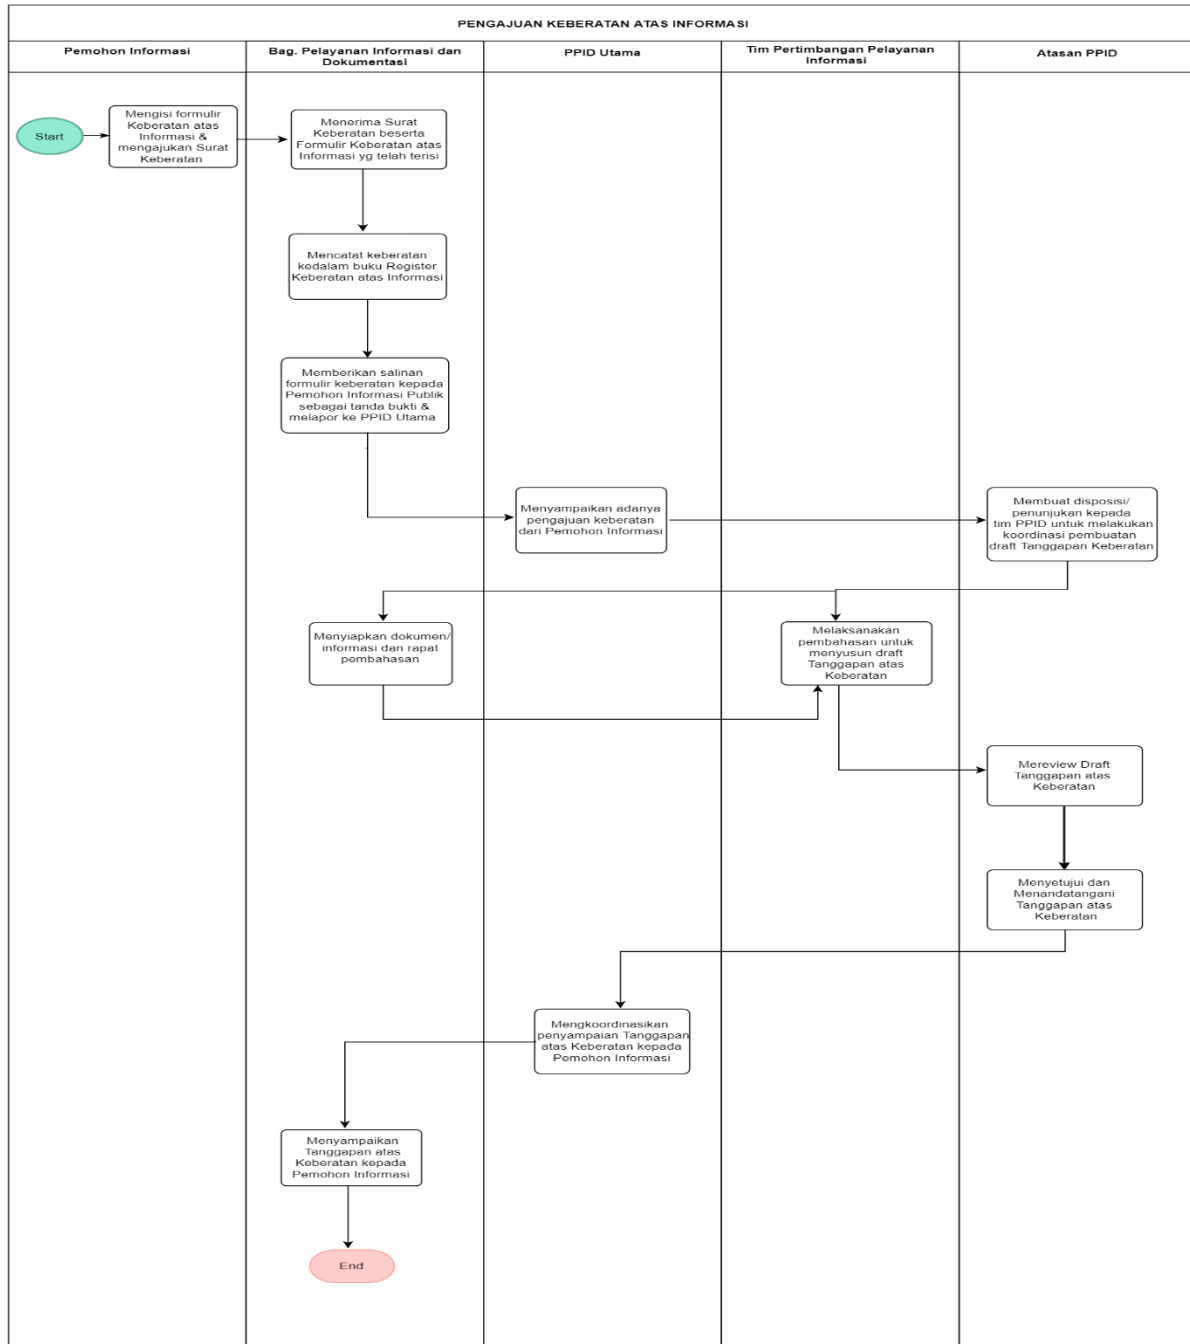 PENGAJUAN KEBERATAN ATAS INFORMASI
Pemohon Informasi
Bag. Pelayanan Informasi dan
Dokumentasi
PPID Utama
Tim Pertimbangan Pelayanan
Informasi
Atasan PPID
Start
Mengisi formulir
Keberatan atas
Informasi &
mengajukan Surat
Keberatan
Menerima Surat
Keberatan beserta
Formulir Keberatan atas
Informasi yg telah terisi
Mencatat keberatan
kedalam buku Register
Keberatan atas Informasi
Memberikan salinan
formulir keberatan kepada
Pemohon Informasi Publik
sebagai tanda bukti &
melapor ke PPID Utama
Menyampaikan adanya
pengajuan keberatan
dari Pemohon Informasi
Membuat disposisi/
penunjukan kepada
tim PPID untuk melakukan
koordinasi pembuatan
draft Tanggapan Keberatan
Menyiapkan dokumen/
informasi dan rapat
pembahasan
Melaksanakan
pembahasan untuk
menyusun draft
Tanggapan atas
Keberatan
Mereview Draft
Tanggapan atas
Keberatan
Menyetujui dan
Menandatangani
Tanggapan atas
Keberatan
Mengkoordinasikan
penyampaian Tanggapan
atas Keberatan kepada
Pemohon Informasi
Menyampaikan
Tanggapan atas
Keberatan kepada
Pemohon Informasi
End